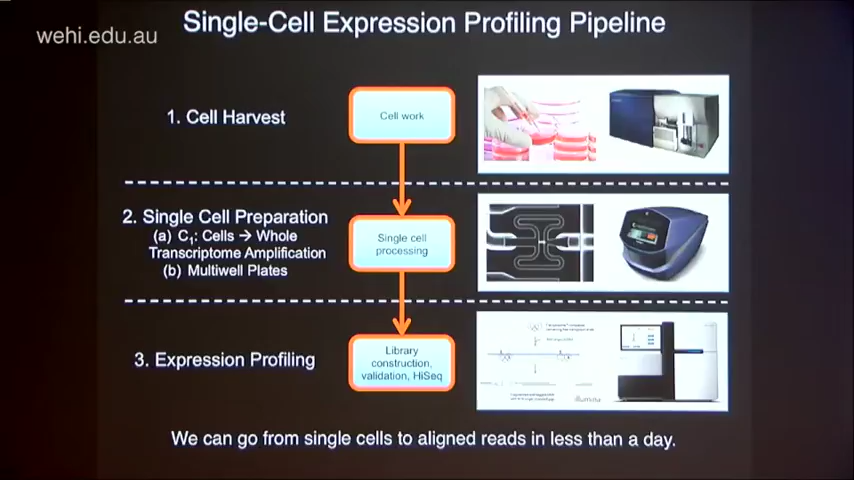 Single-Cell Expression Profiling Pipeline
wehi.edu.au
1. Cell Harvest
Cell work
2. Single Cell Preparation
(a) C1: Cells → Whole
Transcriptome Amplification
(b) Multiwell Plates
Single cell
processing
3. Expression Profiling
Library
construction,
validation, HiSeq
illumina
We can go from single cells to aligned reads in less than a day.